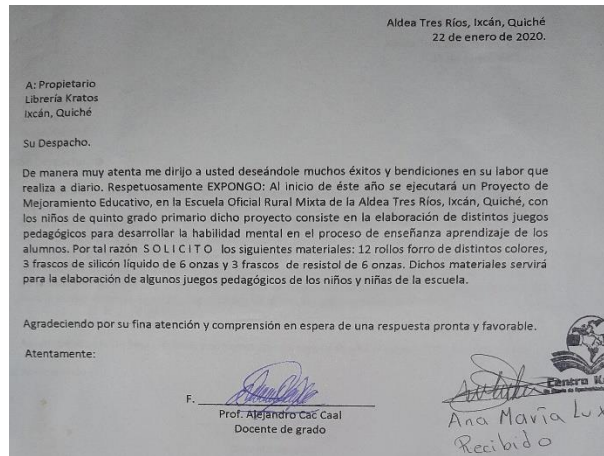 Aldea Tres Ríos, Ixcán, Quiché
22 de enero de 2020.
A: Propietario
Librería Kratos
Ixcán, Quiché
Su Despacho.
De manera muy atenta me dirijo a usted deseándole muchos éxitos y bendiciones en su labor que
realiza a diario. Respetuosamente EXPONGO: Al inicio de éste año se ejecutará un Proyecto de
Mejoramiento Educativo, en la Escuela Oficial Rural Mixta de la Aldea Tres Ríos, Ixcán, Quiché, con
los niños de quinto grado primario dicho proyecto consiste en la elaboración de distintos juegos
pedagógicos para desarrollar la habilidad mental en el proceso de enseñanza aprendizaje de los
alumnos. Por tal razón S O L I C I T O los siguientes materiales: 12 rollos forro de distintos colores,
3 frascos de silicón líquido de 6 onzas y 3 frascos de resistol de 6 onzas. Dichos materiales servirá
para la elaboración de algunos juegos pedagógicos de los niños y niñas de la escuela.
Agradeciendo por su fina atención y comprensión en espera de una respuesta pronta y favorable.
Atentamente:
F.
Prof. Alejandro Cac Caal
Docente de grado
Centro
Ana María Lux
Recibido